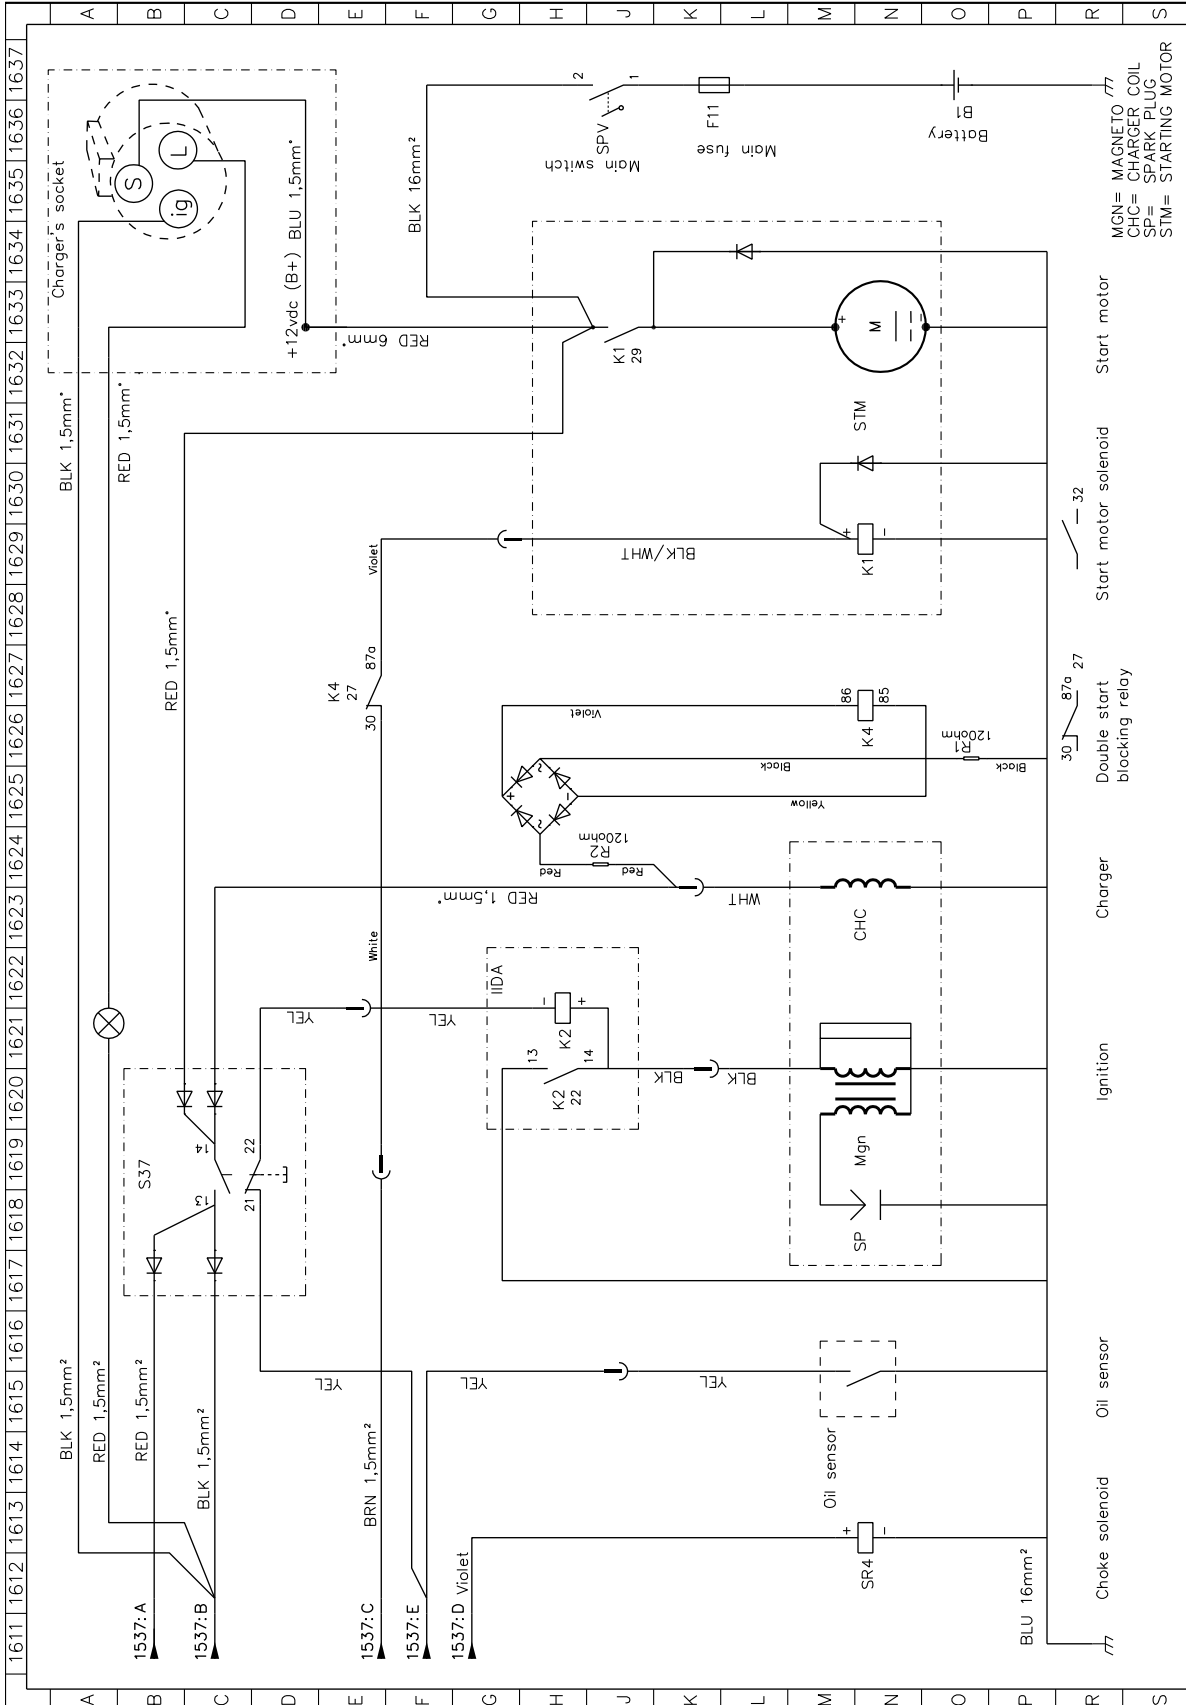 1611 1612 1613 1614 1615 1616 1617 1618 1619 1620 1621 1622 1623 1624 1625 1626 1627 1628 1629 1630 1631 1632 1633 1634 1635 1636 1637
A
B
C
D
E
F
G
H
J
K
L
M
N
O
P
R
S
A
B
C
D
E
F
G
H
J
K
L
M
N
O
P
R
S
BLK 1,5mm²
RED 1,5mm²
RED 1,5mm²
BLK 1,5mm²
1537:A
1537:B
S37
13
14
21
22
RED 1,5mm°
BLK 1,5mm°
RED 1,5mm°
Charger's socket
S
L
ig
+12vdc (B+) BLU 1,5mm°
YEL
YEL
BRN 1,5mm²
1537:C
1537:E
1537:D Violet
White
K4
27
30
87a
Violet
RED 6mm°
BLK 16mm²
YEL
YEL
IIDA
K2
22
13
14
K2
-
+
RED 1,5mm°
Red
R2
120ohm
Red
+
-
~
~
Violet
BLK
BLK
WHT
Black
Yellow
BLK/WHT
K1
29
SPV
Main switch
2
1
F11
Main fuse
B1
Battery
YEL
Oil sensor
SR4
+
-
SP
Mgn
CHC
K4
86
85
R1
120ohm
Black
K1
+
-
STM
M
+
-
BLU 16mm²
MGN= MAGNETO
CHC= CHARGER COIL
SP= SPARK PLUG
STM= STARTING MOTOR
30
87a
27
32
Choke solenoid
Oil sensor
Ignition
Charger
Double start
blocking relay
Start motor solenoid
Start motor